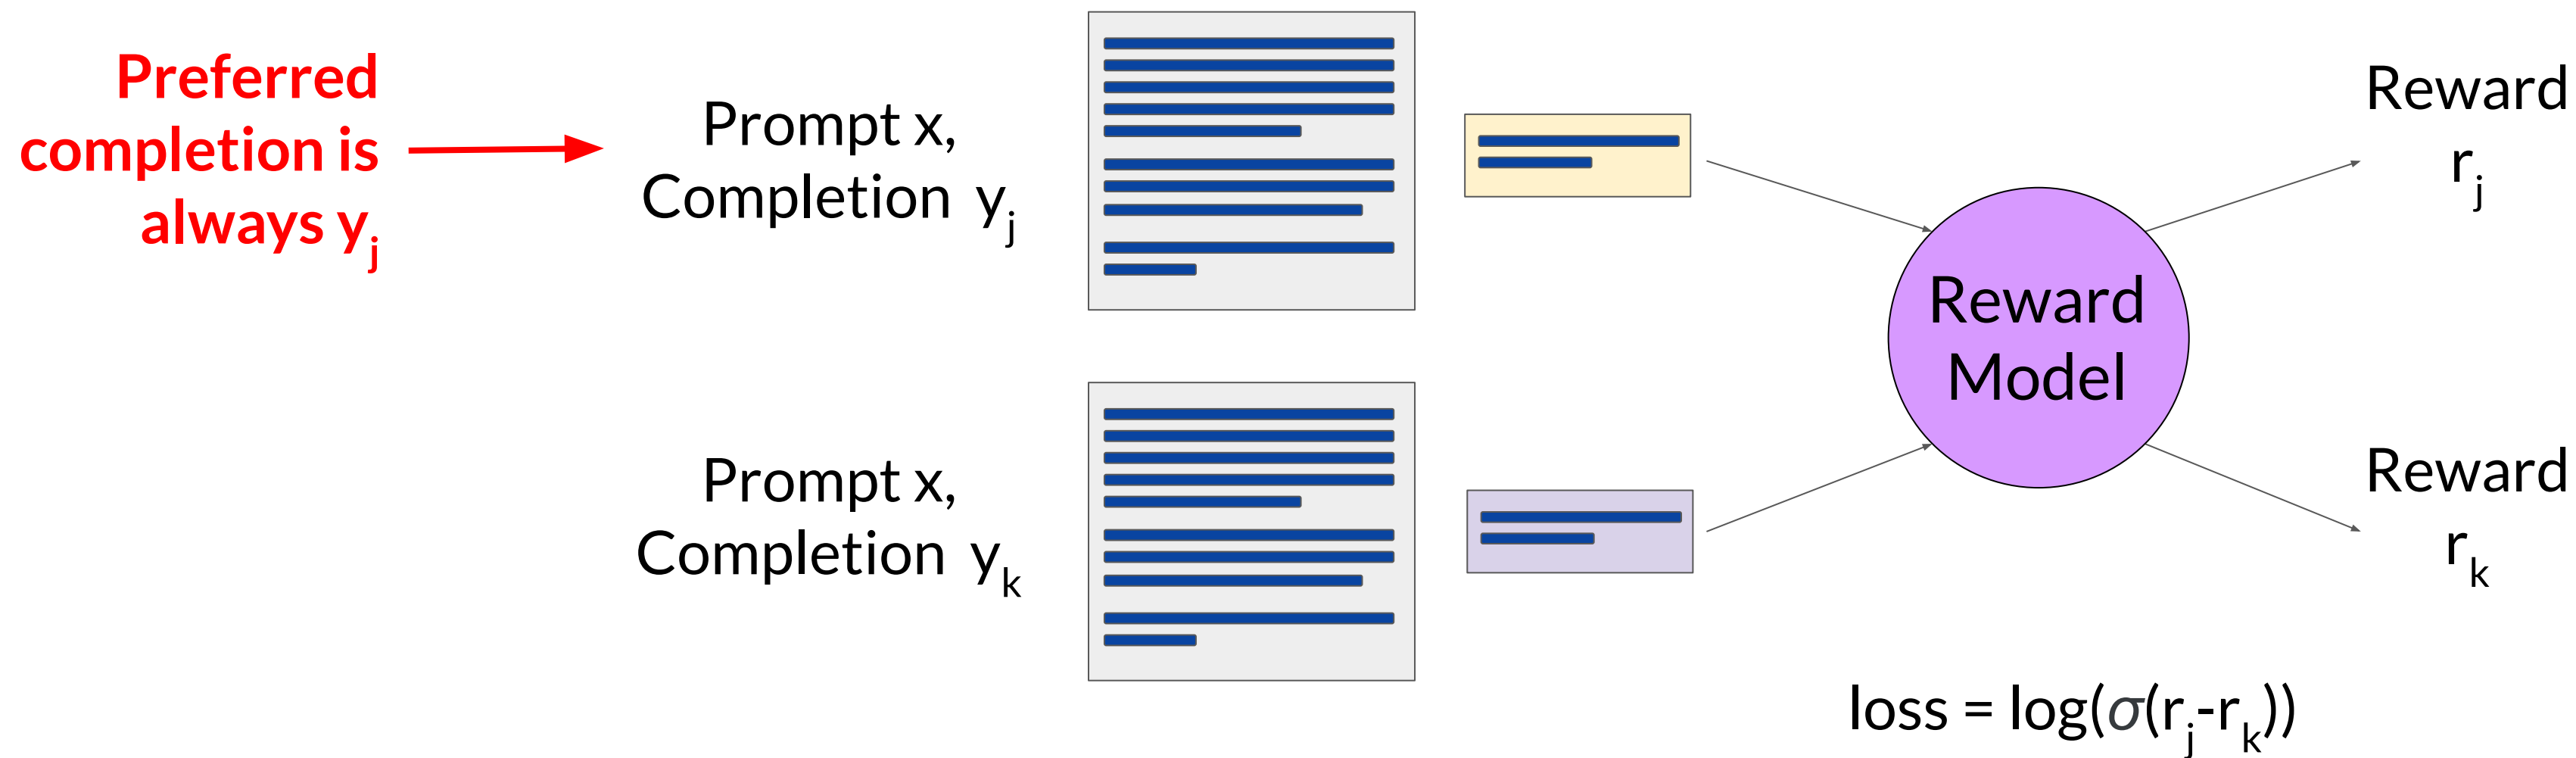 Preferred
completion is
always yj
Prompt x,
Completion yj
Prompt x,
Completion yk
Reward
Model
Reward
rj
Reward
rk
loss = log(σ(rj-rk))